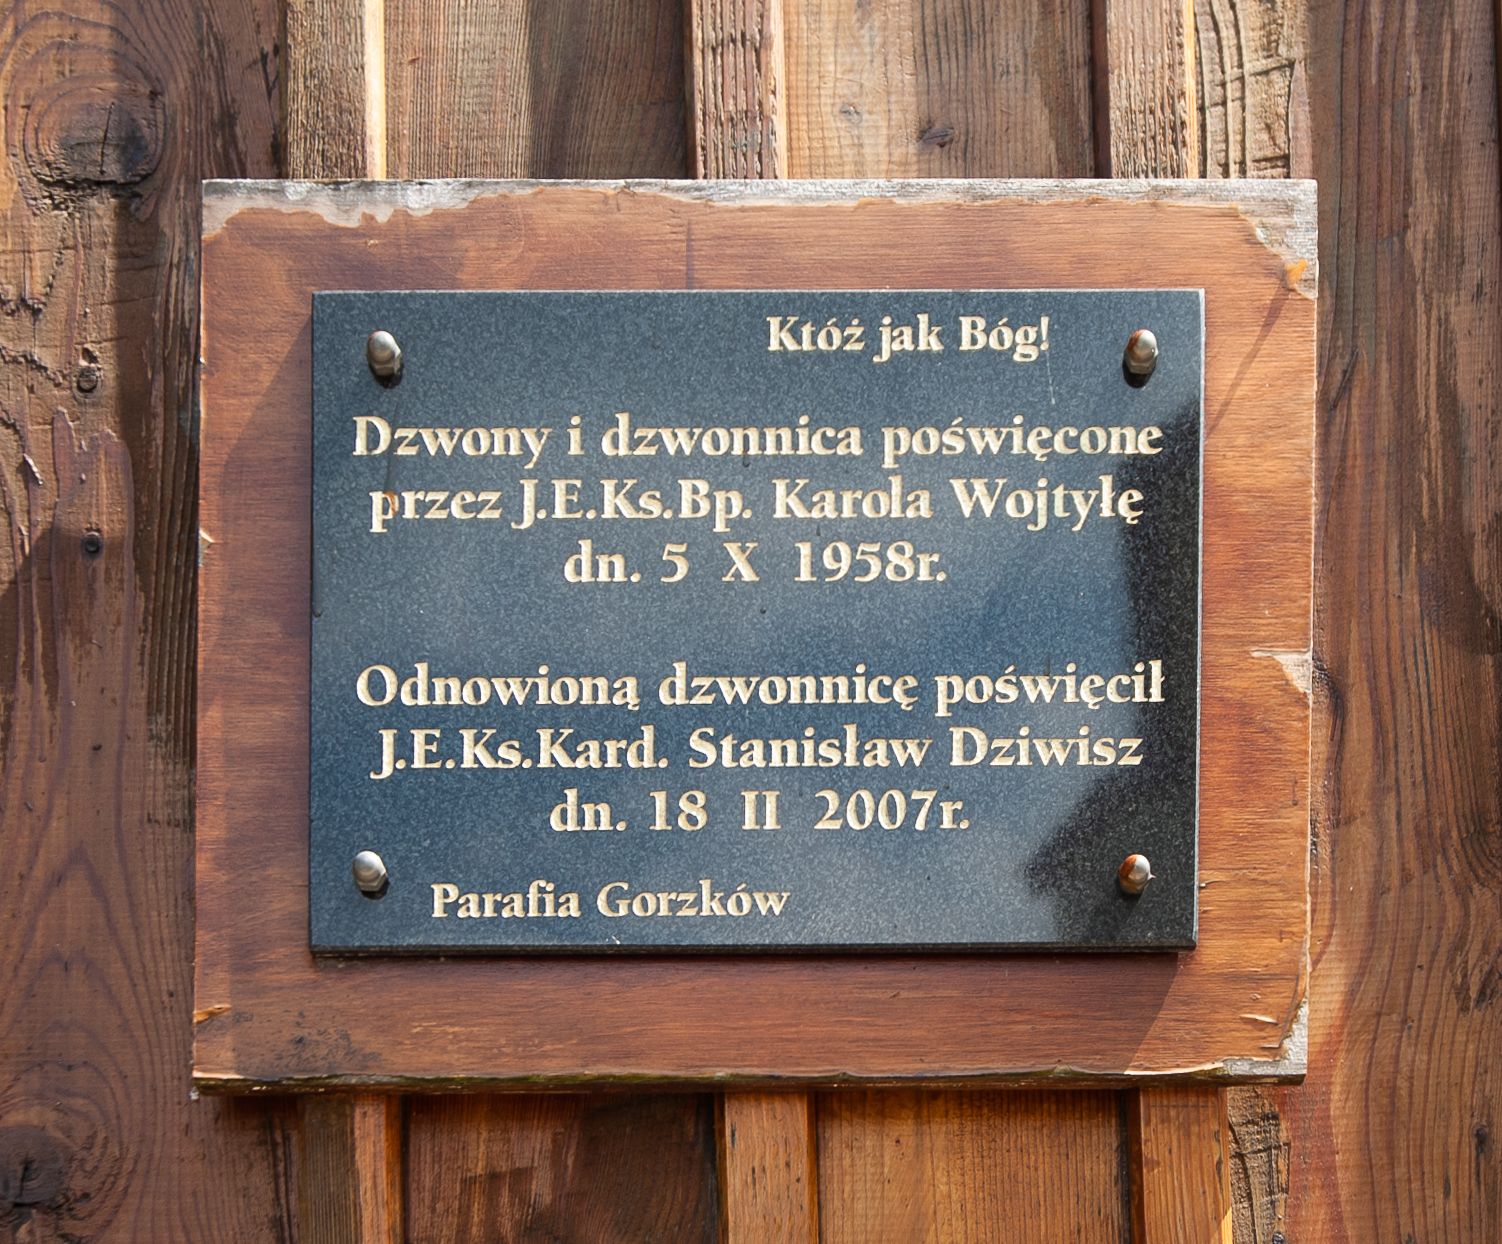 Któż jak Bóg!
Dzwony i dzwonnica poświęcone
przez J.E.Ks.Bp. Karola Wojtyłę
dn. 5 X 1958r.
Odnowioną dzwonnicę poświęcił
J.E.Ks.Kard. Stanisław Dziwisz
dn. 18 II 2007r.
Parafia Gorzków